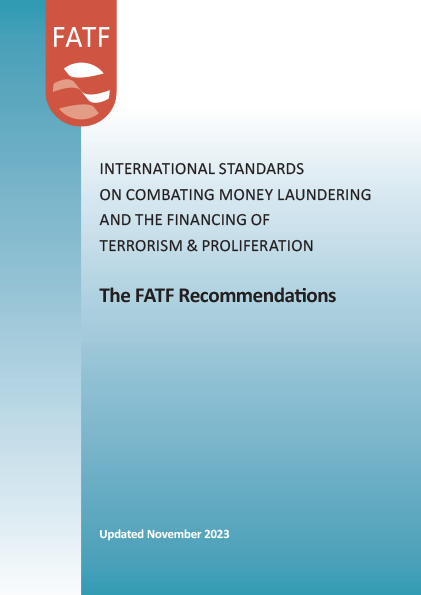 FATF
INTERNATIONAL STANDARDS
ON COMBATING MONEY LAUNDERING
AND THE FINANCING OF
TERRORISM & PROLIFERATION
The FATF Recommendations
Updated November 2023